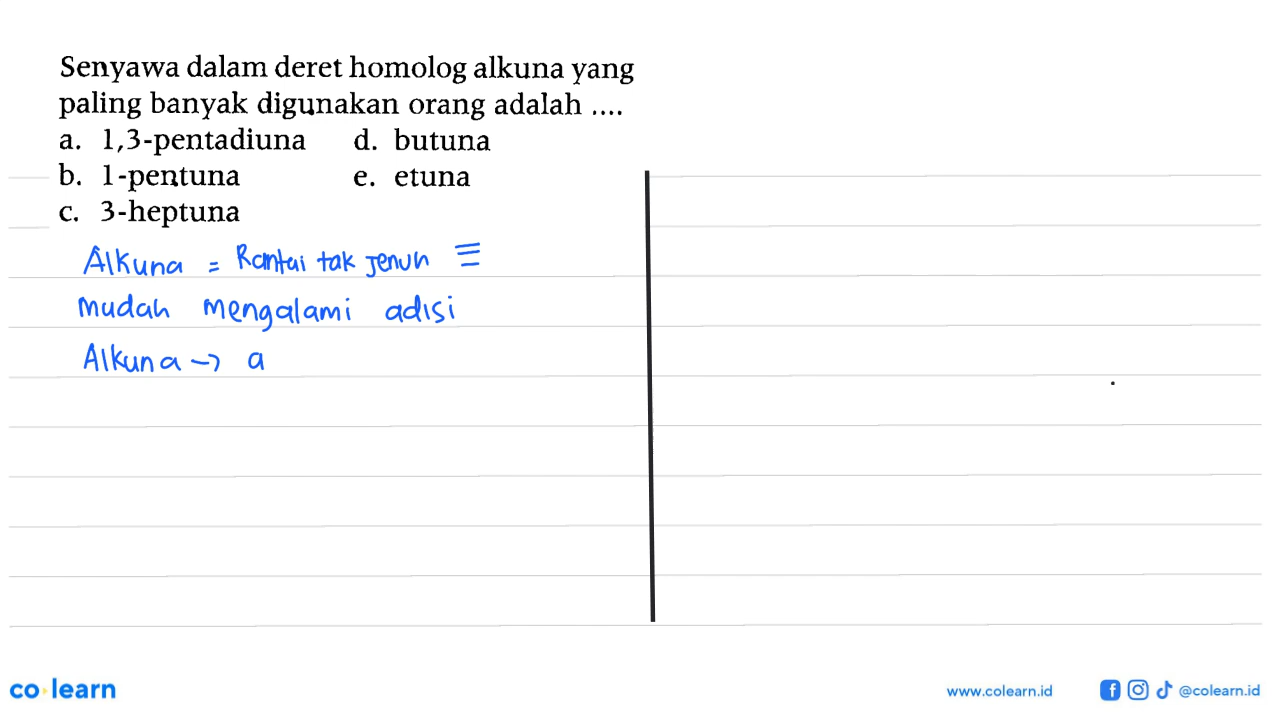 Senyawa dalam deret homolog alkuna yang
paling banyak digunakan orang adalah ....
a. 1,3-pentadiuna d. butuna
b. 1-pentuna e. etuna
c. 3-heptuna
Alkuna = Rantai tak jenuh ≡
mudah mengalami adisi
Alkuna → a
co learn
www.colearn.id @colearn.id